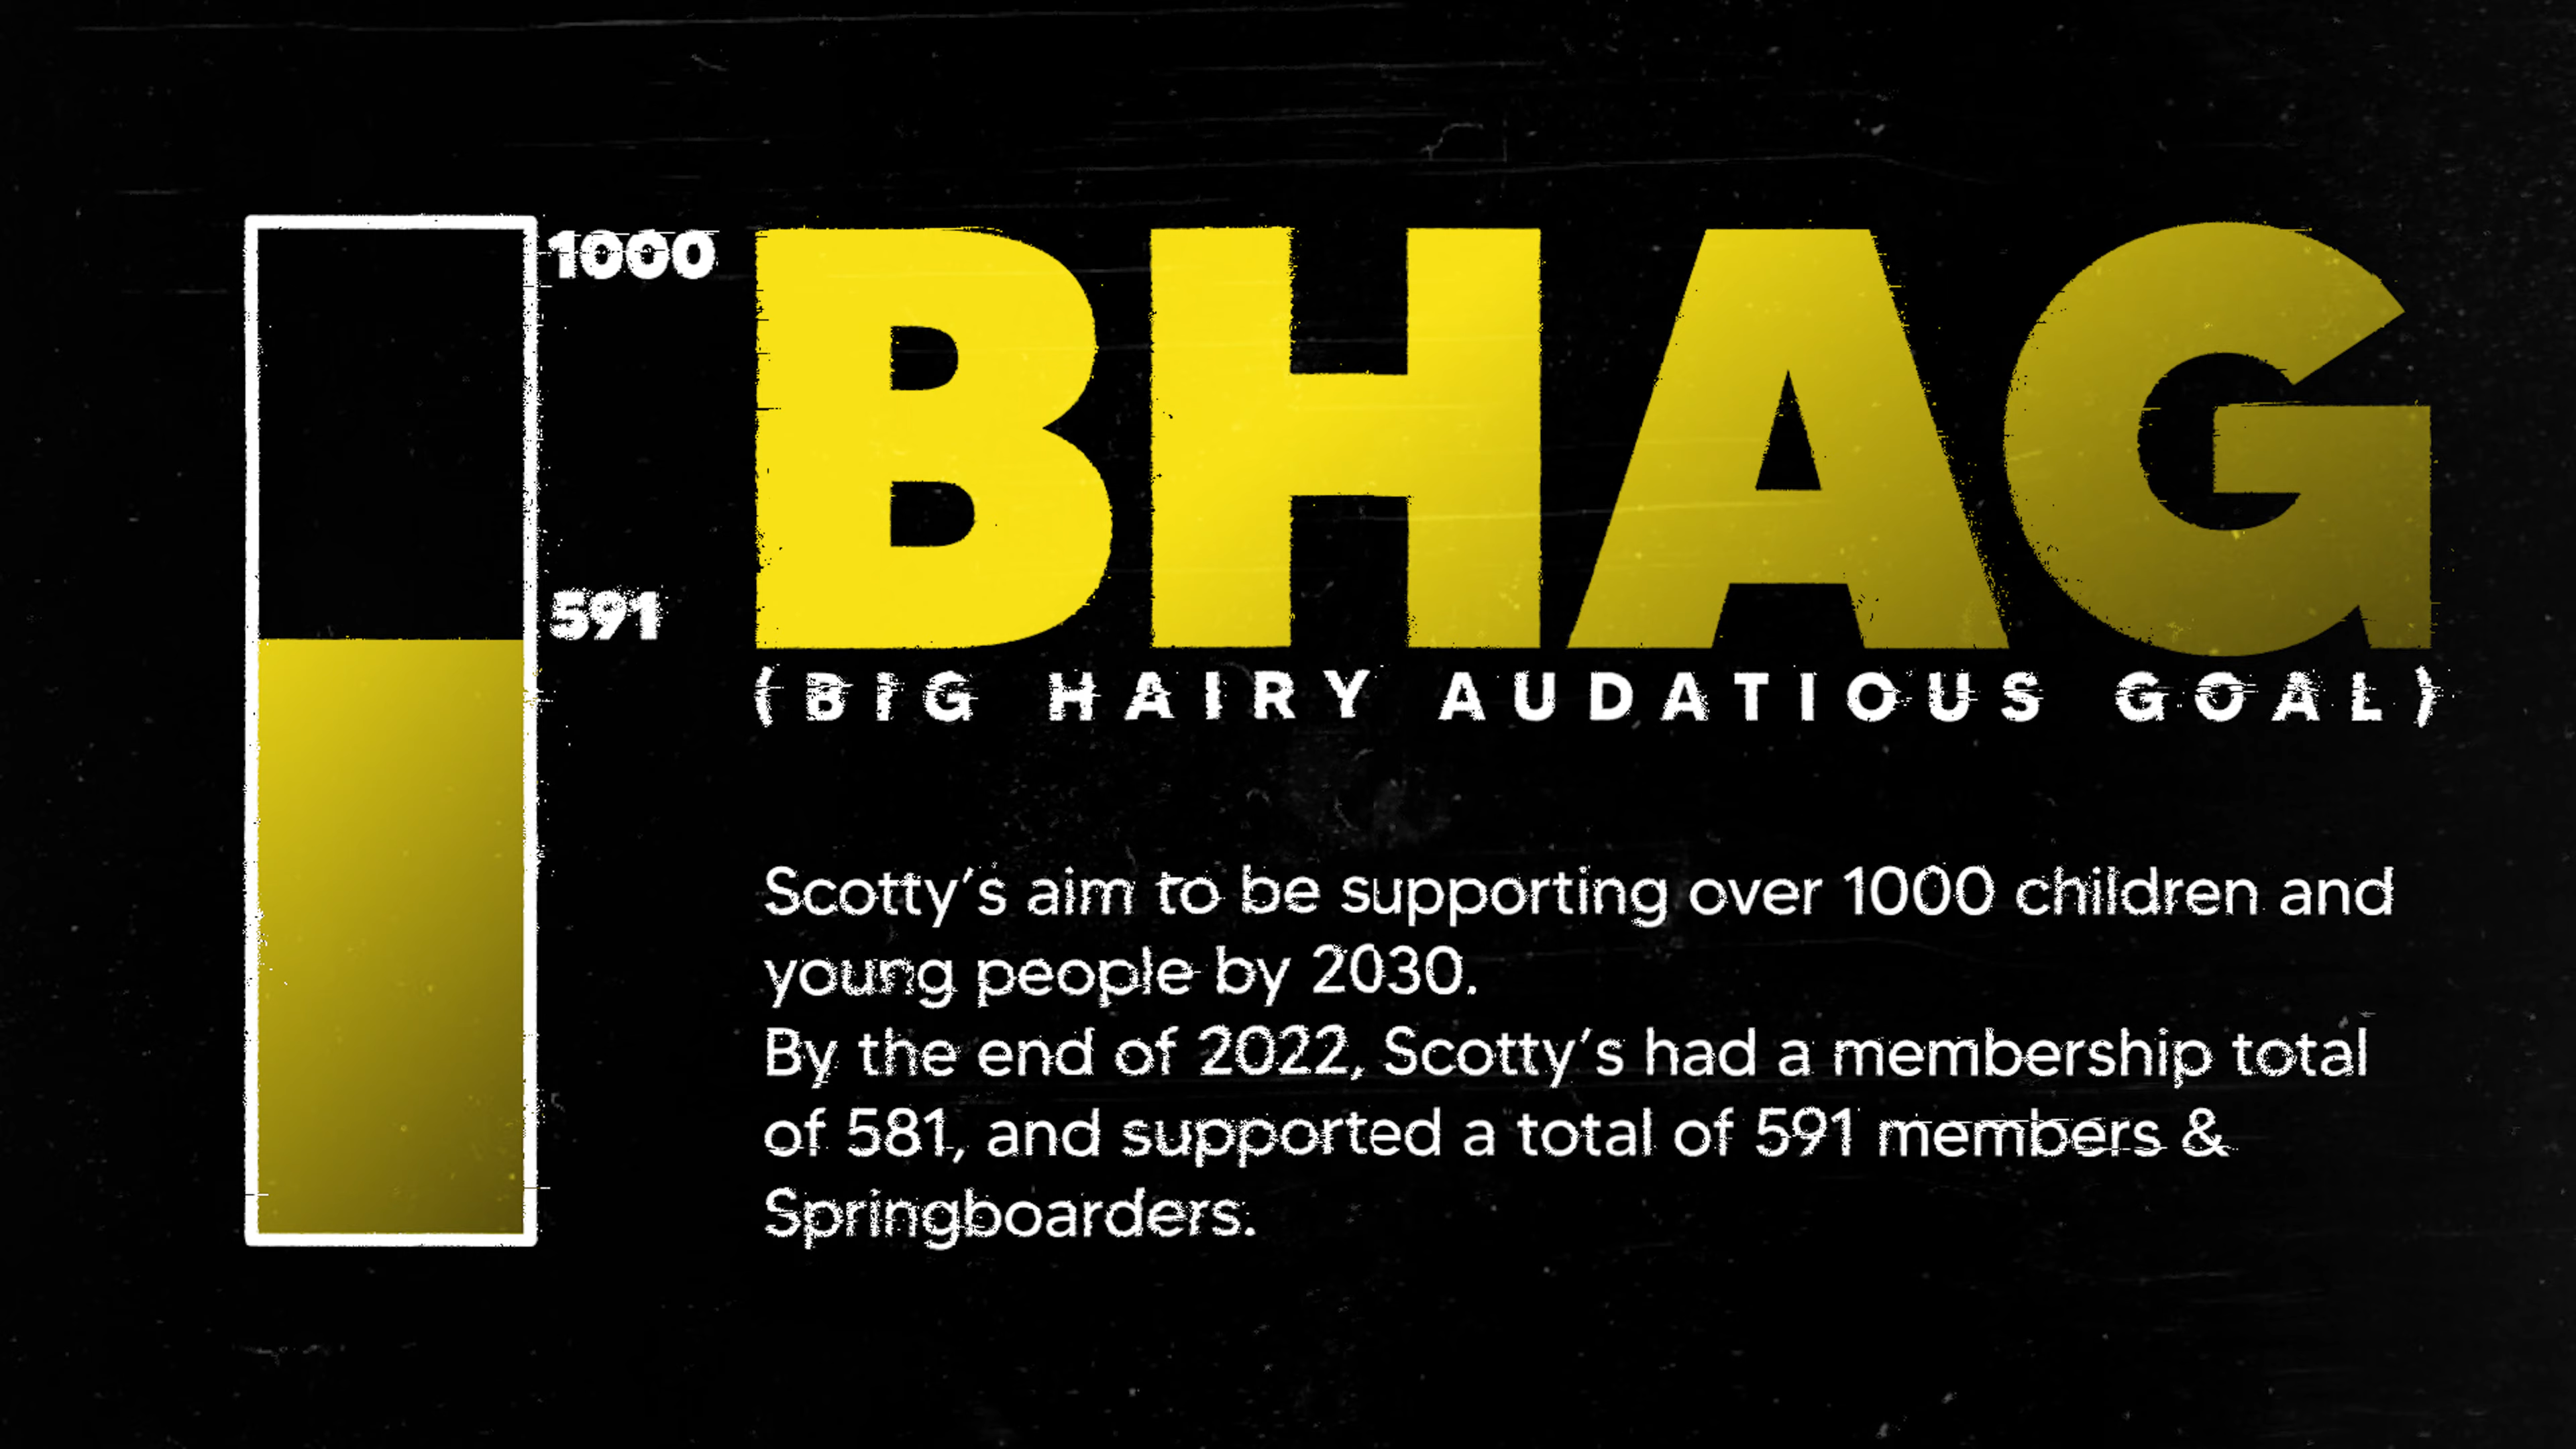 1000
591
BHAG
(BIG HAIRY AUDATIOUS GOAL)
Scotty's aim to be supporting over 1000 children and
young people by 2030.
By the end of 2022, Scotty's had a membership total
of 581, and supported a total of 591 members &
Springboarders.